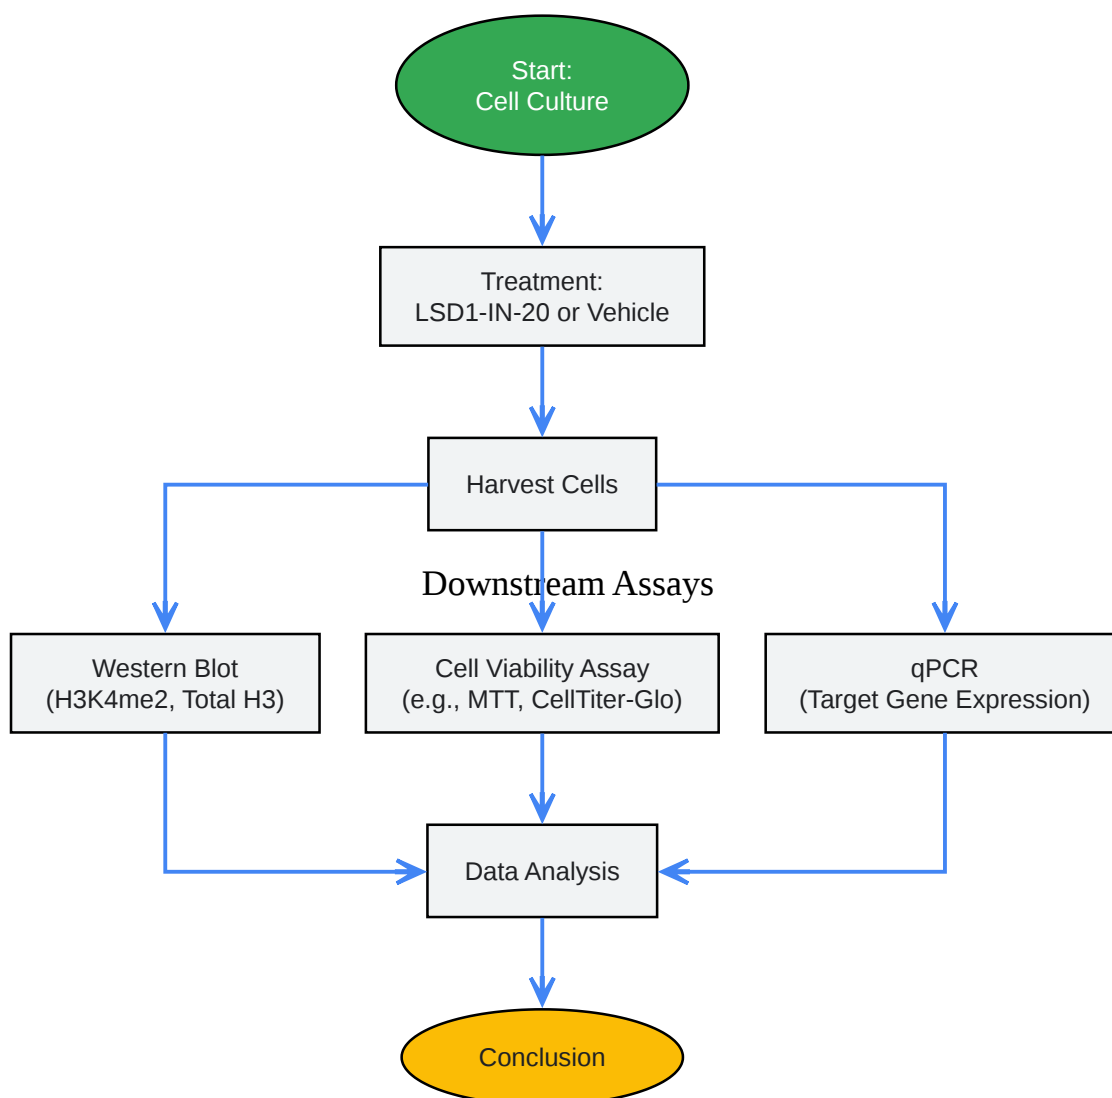 Start:
Cell Culture
Treatment:
LSD1-IN-20 or Vehicle
Harvest Cells
Downstream Assays
Western Blot
(H3K4me2, Total H3)
Cell Viability Assay
(e.g., MTT, CellTiter-Glo)
qPCR
(Target Gene Expression)
Data Analysis
Conclusion